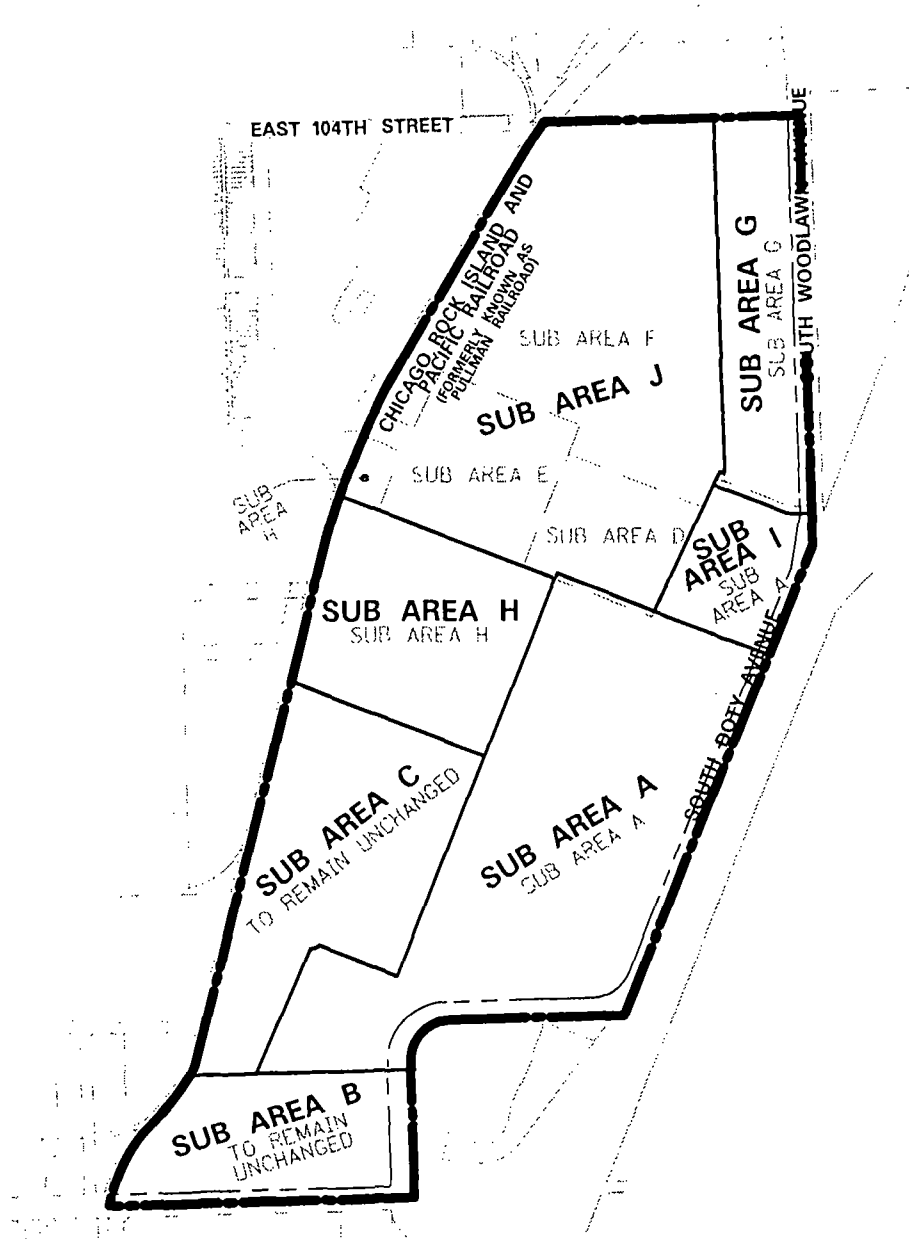 EAST 104TH STREET
SOUTH WOODLAWN AVENUE
CHICAGO ROCK ISLAND AND
PACIFIC RAILROAD
(FORMERLY KNOWN AS
PULLMAN RAILROAD)
SUB AREA G
SUB AREA G
SUB AREA F
SUB AREA J
SUB AREA E
SUB
AREA
H
SUB AREA D
SUB
AREA I
SUB
AREA A
SUB AREA H
SUB AREA H
SOUTH DOTY AVENUE
SUB AREA C
TO REMAIN UNCHANGED
SUB AREA A
SUB AREA A
SUB AREA B
TO REMAIN
UNCHANGED